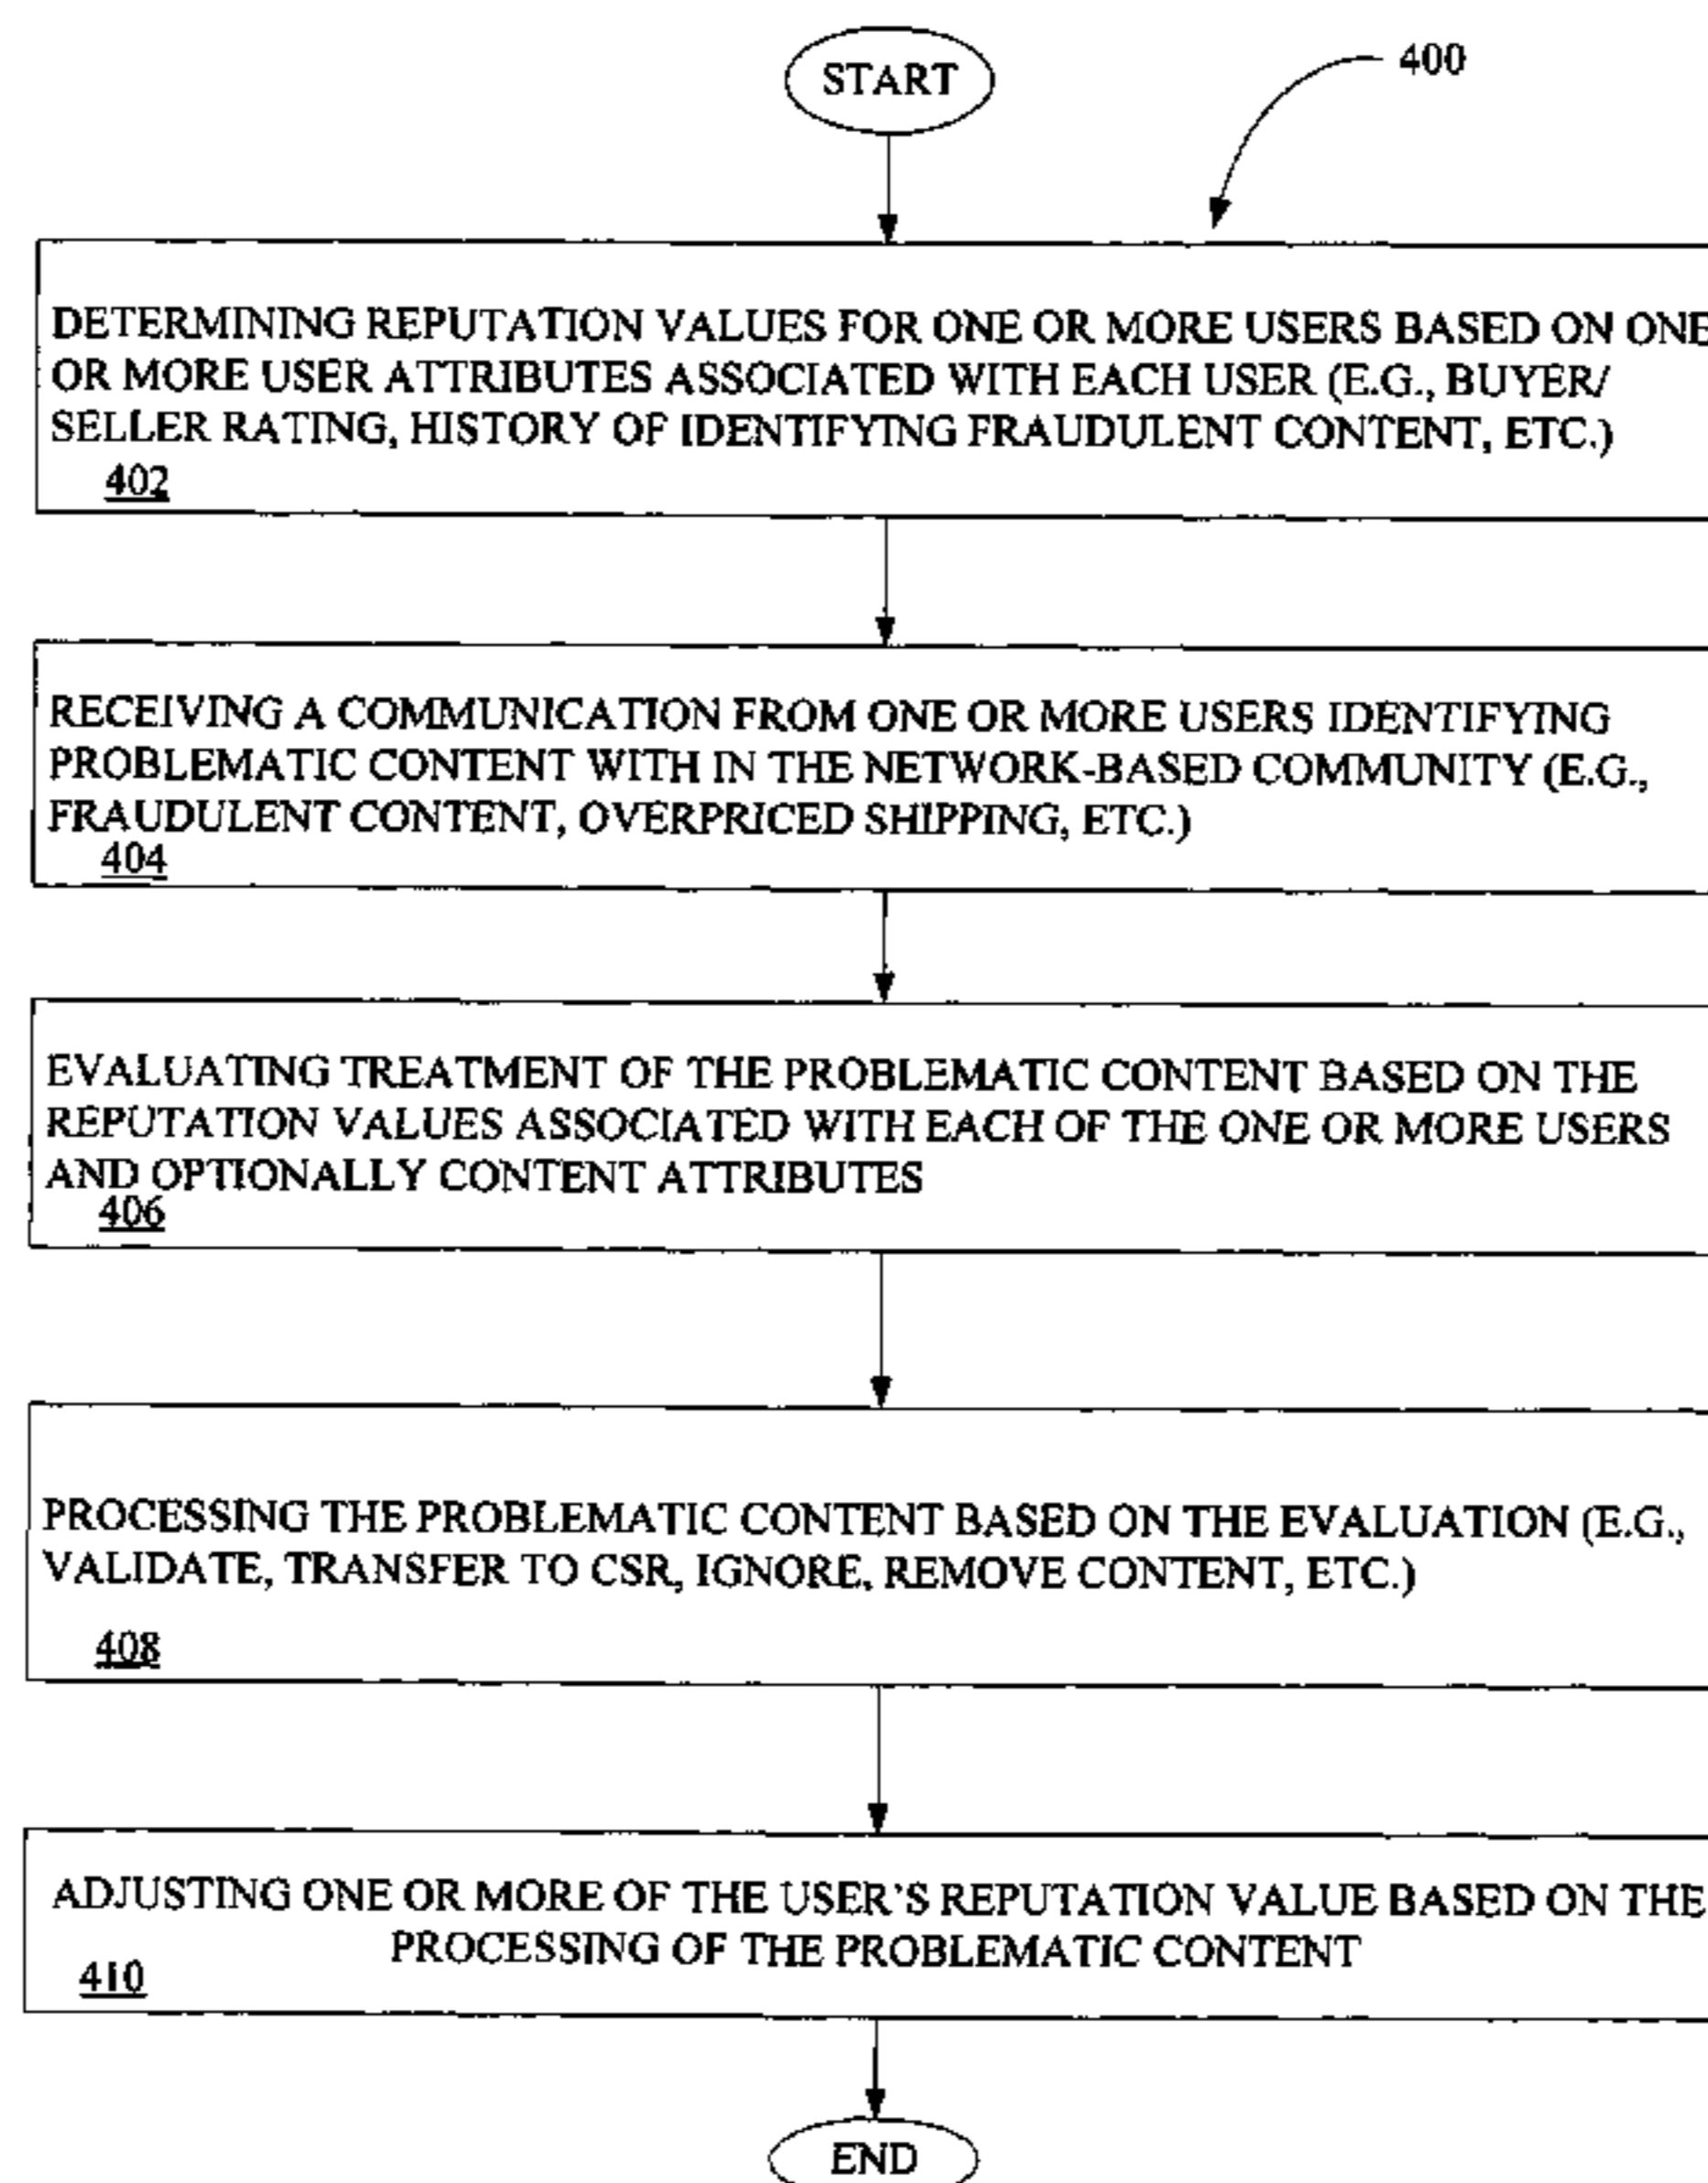 START
400
DETERMINING REPUTATION VALUES FOR ONE OR MORE USERS BASED ON ONE
OR MORE USER ATTRIBUTES ASSOCIATED WITH EACH USER (E.G., BUYER/
SELLER RATING, HISTORY OF IDENTIFYING FRAUDULENT CONTENT, ETC.)
402
RECEIVING A COMMUNICATION FROM ONE OR MORE USERS IDENTIFYING
PROBLEMATIC CONTENT WITH IN THE NETWORK-BASED COMMUNITY (E.G.,
FRAUDULENT CONTENT, OVERPRICED SHIPPING, ETC.)
404
EVALUATING TREATMENT OF THE PROBLEMATIC CONTENT BASED ON THE
REPUTATION VALUES ASSOCIATED WITH EACH OF THE ONE OR MORE USERS
AND OPTIONALLY CONTENT ATTRIBUTES
406
PROCESSING THE PROBLEMATIC CONTENT BASED ON THE EVALUATION (E.G.,
VALIDATE, TRANSFER TO CSR, IGNORE, REMOVE CONTENT, ETC.)
408
ADJUSTING ONE OR MORE OF THE USER'S REPUTATION VALUE BASED ON THE
PROCESSING OF THE PROBLEMATIC CONTENT
410
END